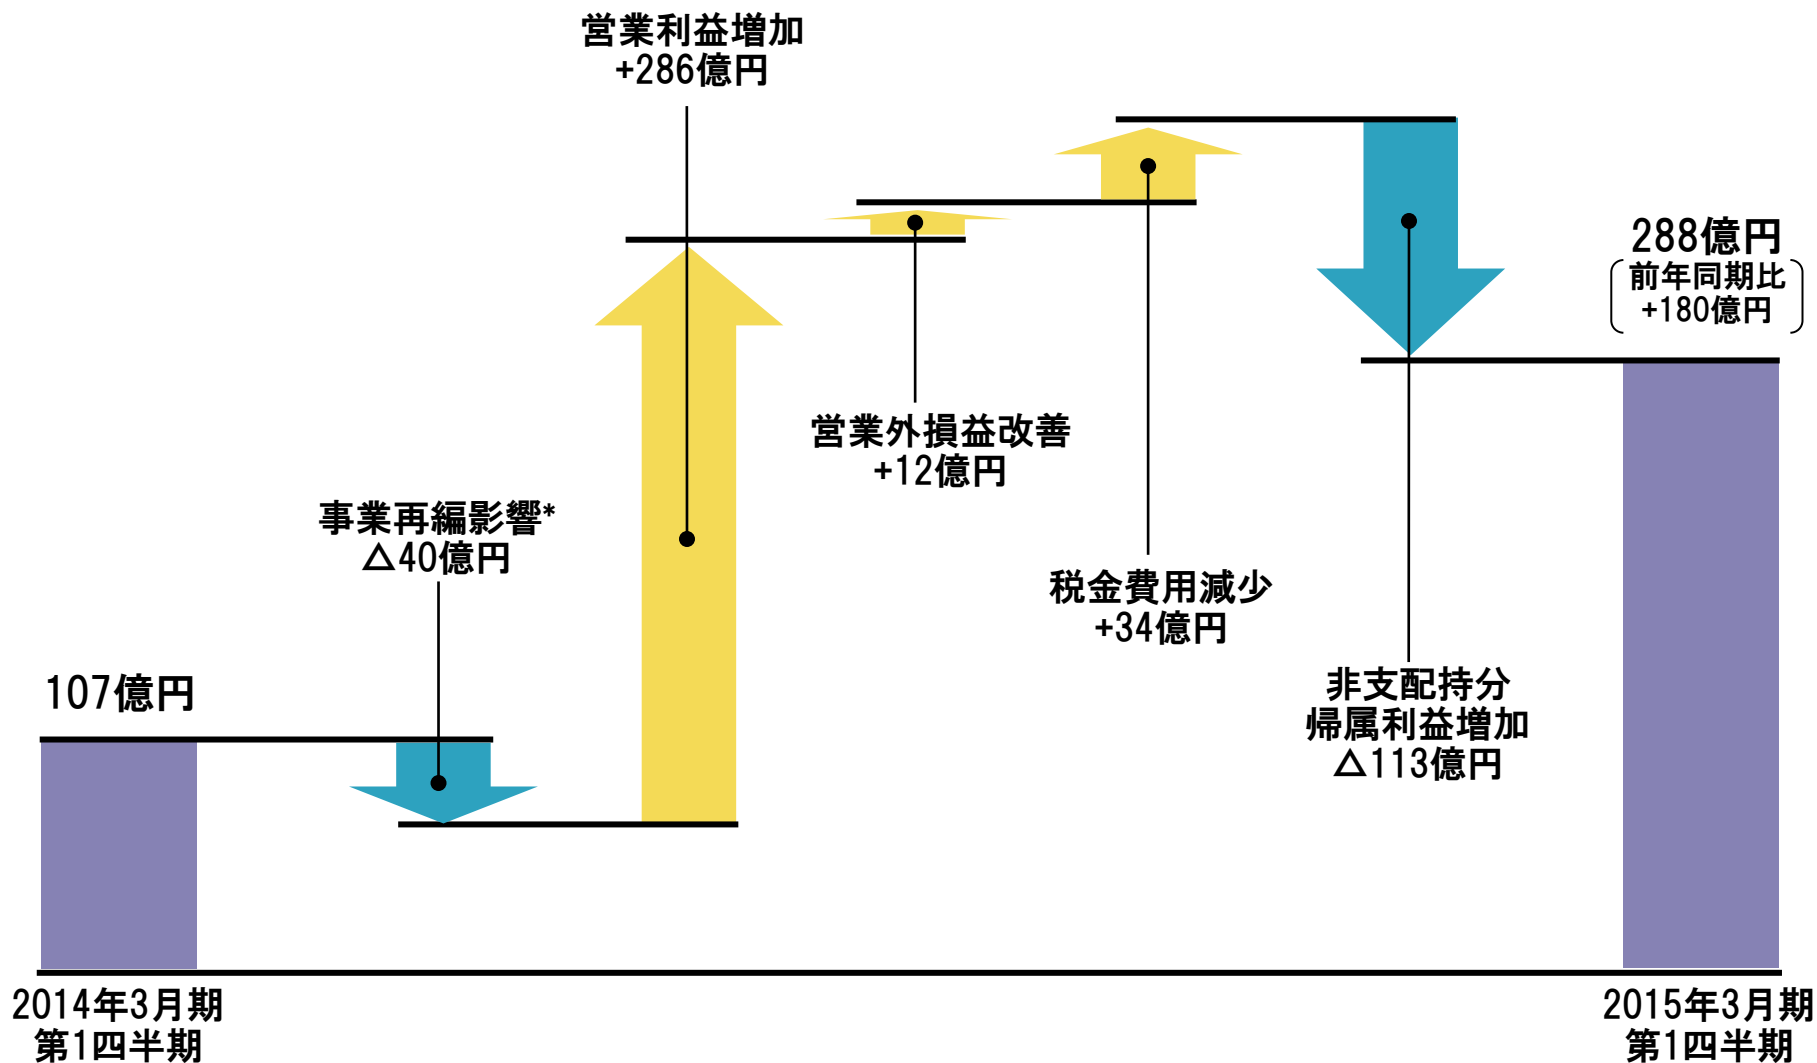 営業利益増加
+286億円
288億円
前年同期比
+180億円
営業外損益改善
+12億円
事業再編影響*
△40億円
税金費用減少
+34億円
107億円
非支配持分
帰属利益増加
△113億円
2014年3月期
第1四半期
2015年3月期
第1四半期